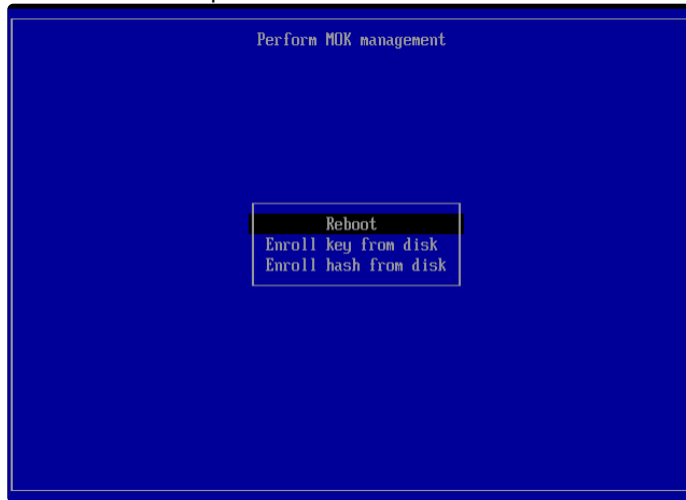 Perform MOK management
Reboot
Enroll key from disk
Enroll hash from disk